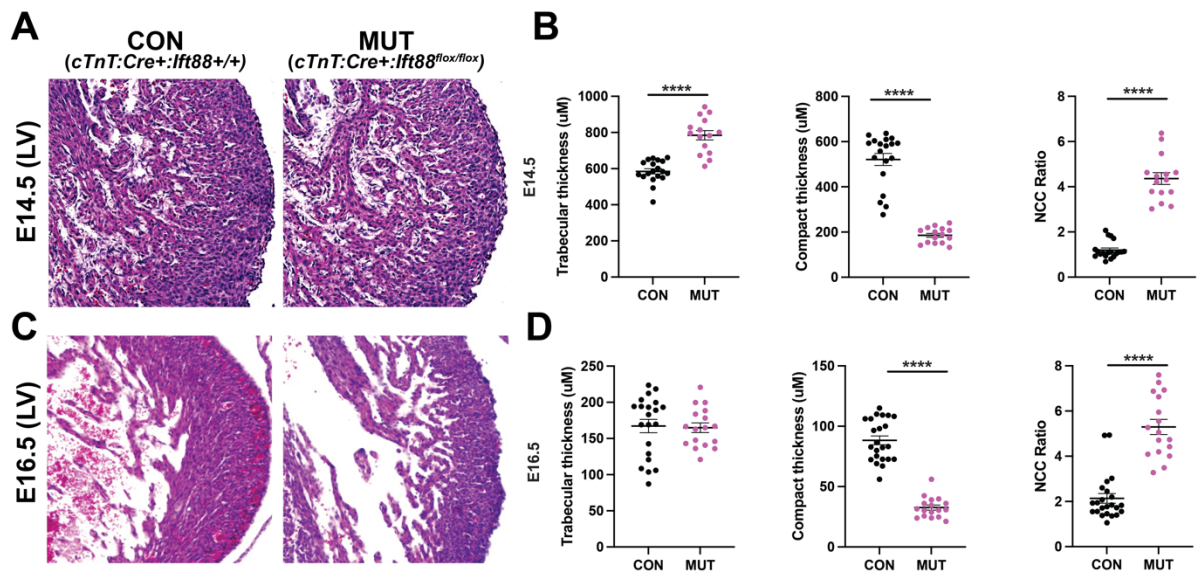 A
CON
(cTnT:Cre+:Ift88+/+)
MUT
(cTnT:Cre+:Ift88flox/flox)
E14.5 (LV)
B
E14.5
Trabecular thickness (uM)
1000
800
600
400
200
0
****
CON MUT
Compact thickness (uM)
800
600
400
200
0
****
CON MUT
NCC Ratio
8
6
4
2
0
****
CON MUT
C
E16.5 (LV)
D
E16.5
Trabecular thickness (uM)
250
200
150
100
50
0
CON MUT
Compact thickness (uM)
150
100
50
0
****
CON MUT
NCC Ratio
8
6
4
2
0
****
CON MUT